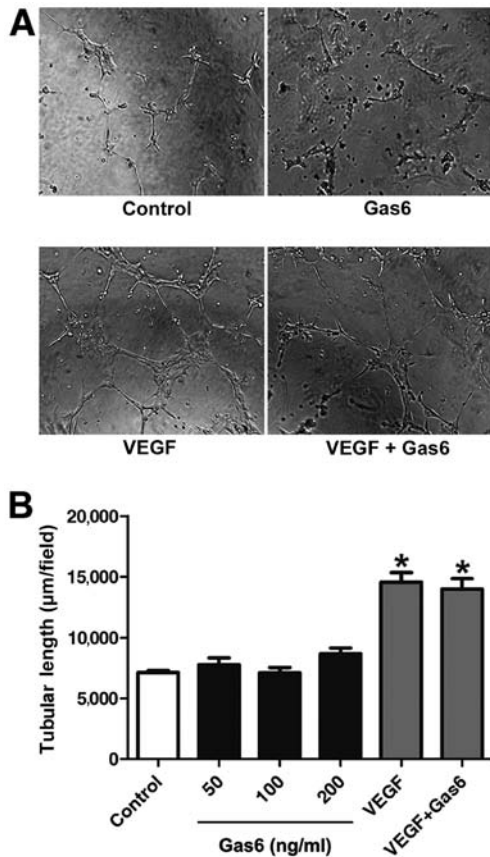 A
Control
Gas6
VEGF
VEGF + Gas6
B
Tubular length (µm/field)
20,000
15,000
10,000
5,000
0
*
*
Control
50
100
200
VEGF
VEGF+Gas6
Gas6 (ng/ml)